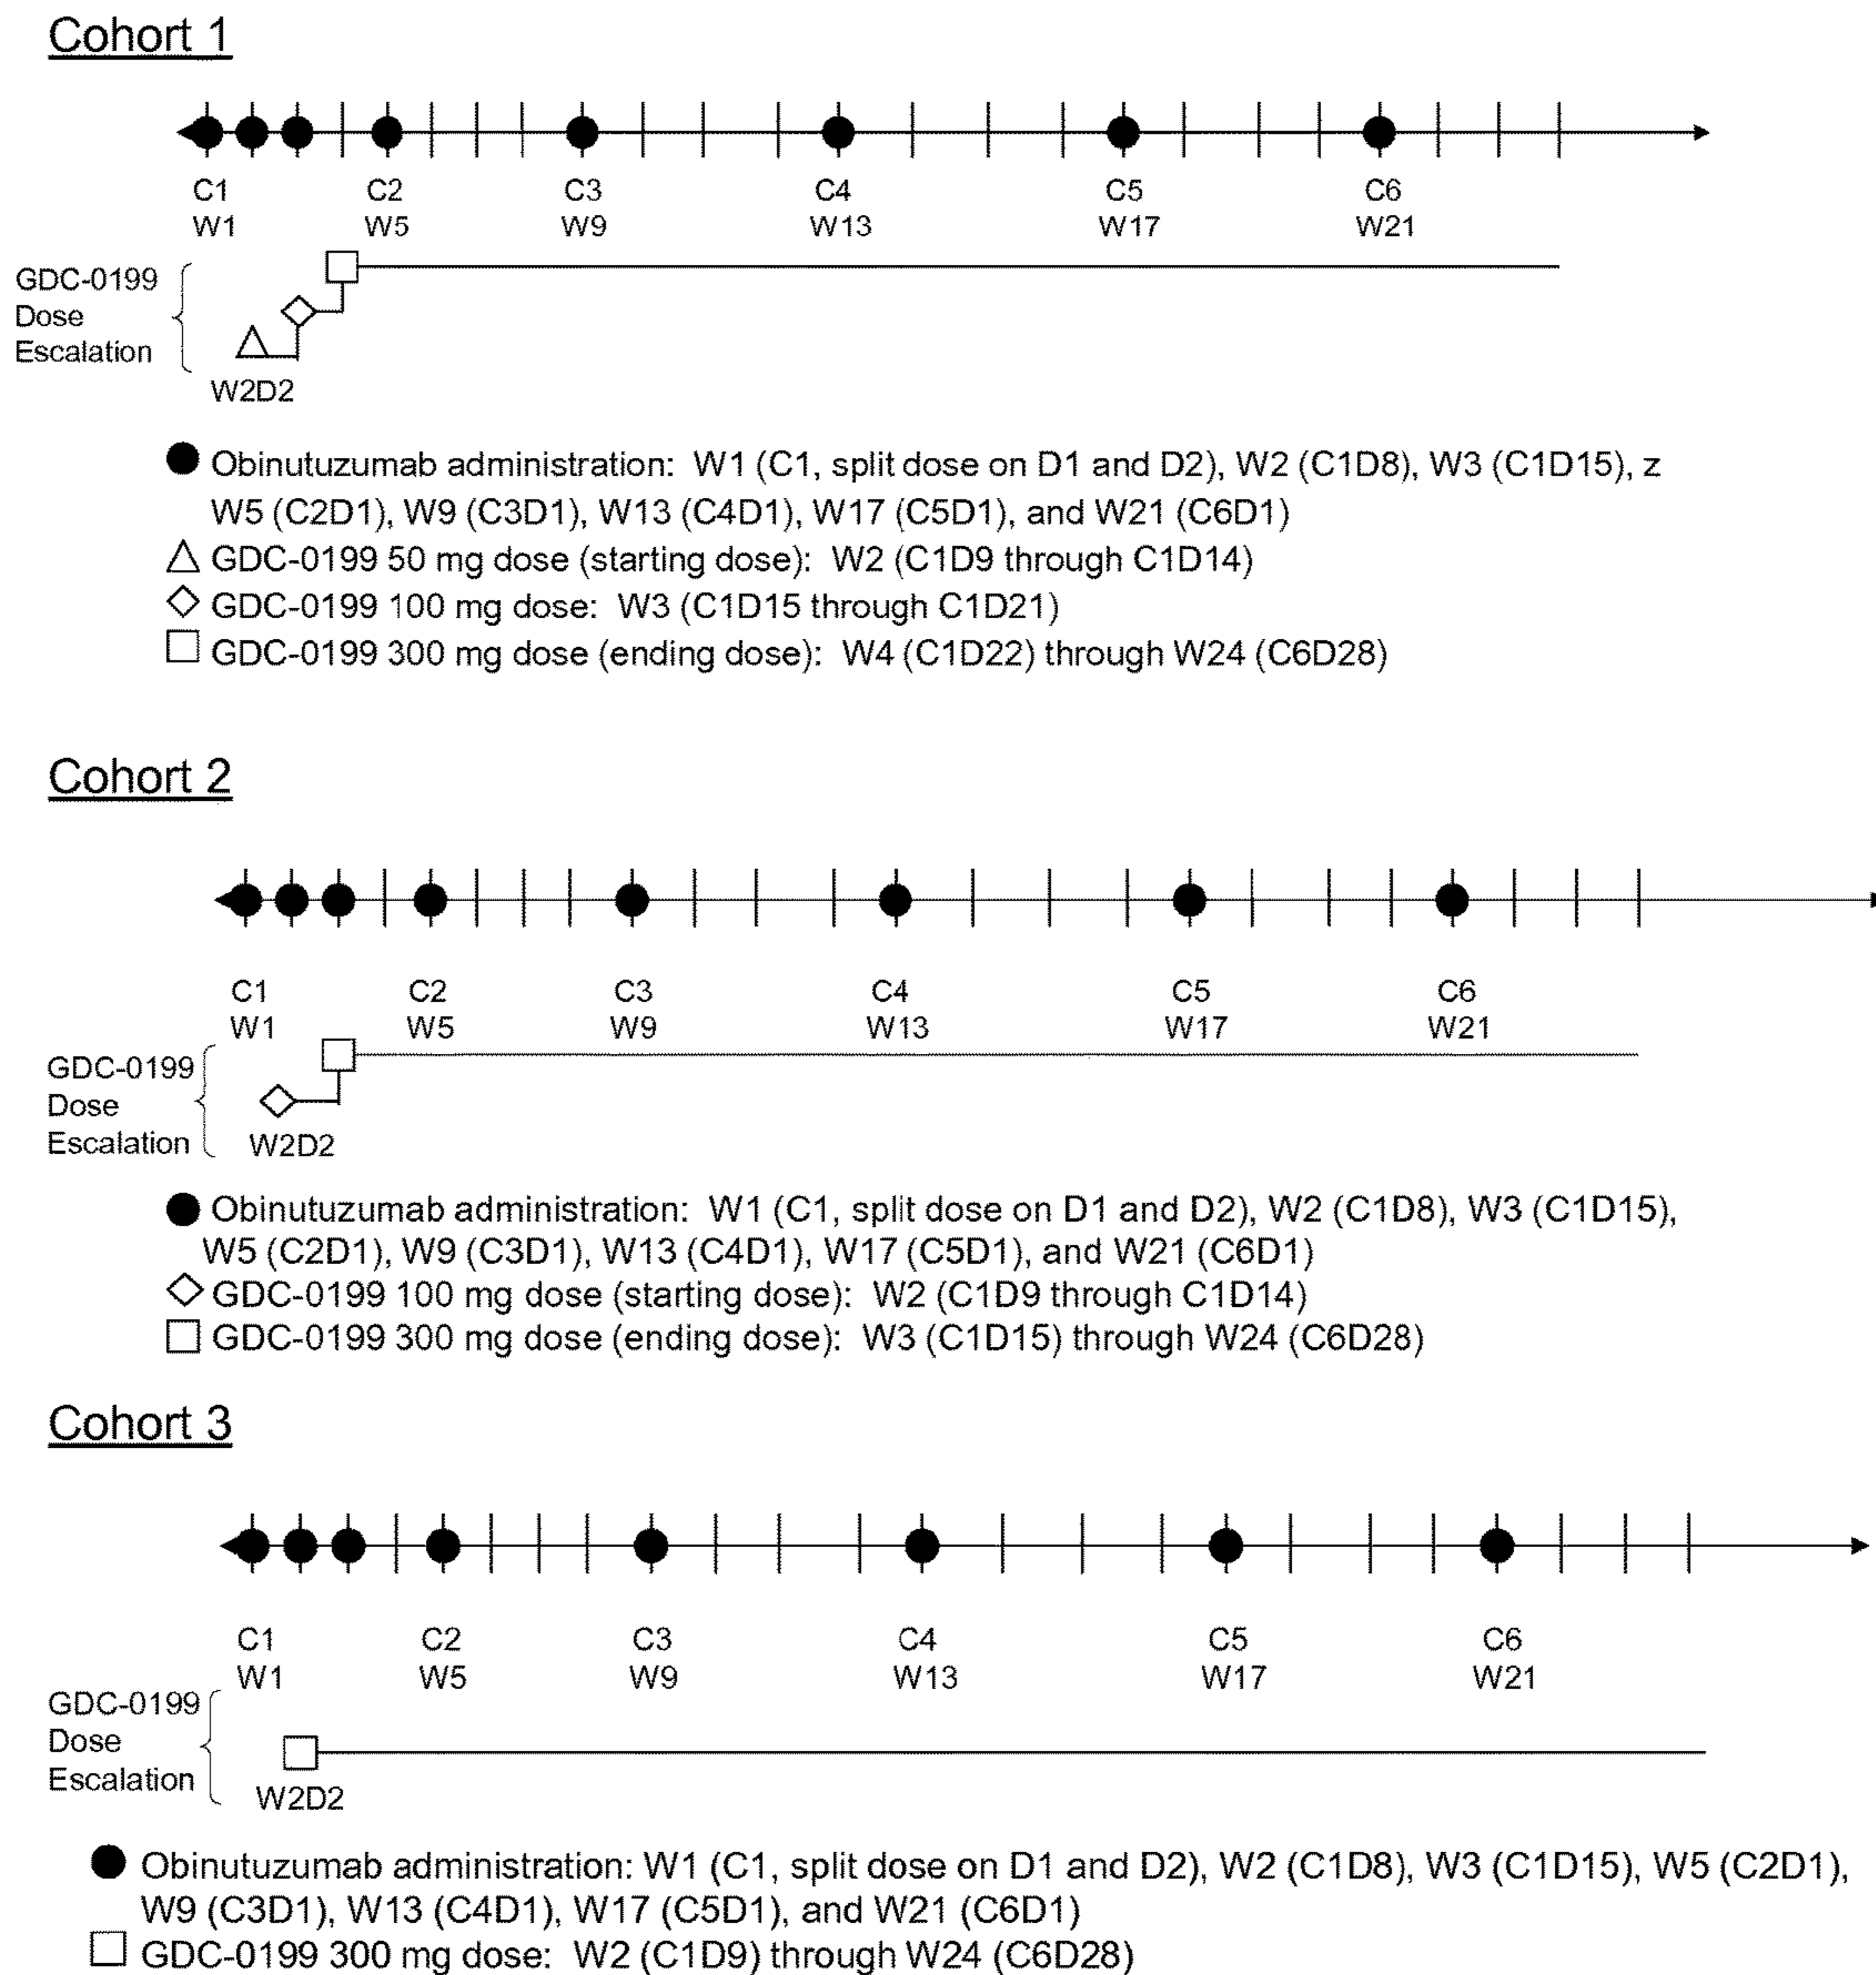 Cohort 1
C1 C2 C3 C4 C5 C6
W1 W5 W9 W13 W17 W21
GDC-0199
Dose
Escalation
W2D2
Obinutuzumab administration: W1 (C1, split dose on D1 and D2), W2 (C1D8), W3 (C1D15), z
W5 (C2D1), W9 (C3D1), W13 (C4D1), W17 (C5D1), and W21 (C6D1)
GDC-0199 50 mg dose (starting dose): W2 (C1D9 through C1D14)
GDC-0199 100 mg dose: W3 (C1D15 through C1D21)
GDC-0199 300 mg dose (ending dose): W4 (C1D22) through W24 (C6D28)
Cohort 2
C1 C2 C3 C4 C5 C6
W1 W5 W9 W13 W17 W21
GDC-0199
Dose
Escalation
W2D2
Obinutuzumab administration: W1 (C1, split dose on D1 and D2), W2 (C1D8), W3 (C1D15),
W5 (C2D1), W9 (C3D1), W13 (C4D1), W17 (C5D1), and W21 (C6D1)
GDC-0199 100 mg dose (starting dose): W2 (C1D9 through C1D14)
GDC-0199 300 mg dose (ending dose): W3 (C1D15) through W24 (C6D28)
Cohort 3
C1 C2 C3 C4 C5 C6
W1 W5 W9 W13 W17 W21
GDC-0199
Dose
Escalation
W2D2
Obinutuzumab administration: W1 (C1, split dose on D1 and D2), W2 (C1D8), W3 (C1D15), W5 (C2D1),
W9 (C3D1), W13 (C4D1), W17 (C5D1), and W21 (C6D1)
GDC-0199 300 mg dose: W2 (C1D9) through W24 (C6D28)